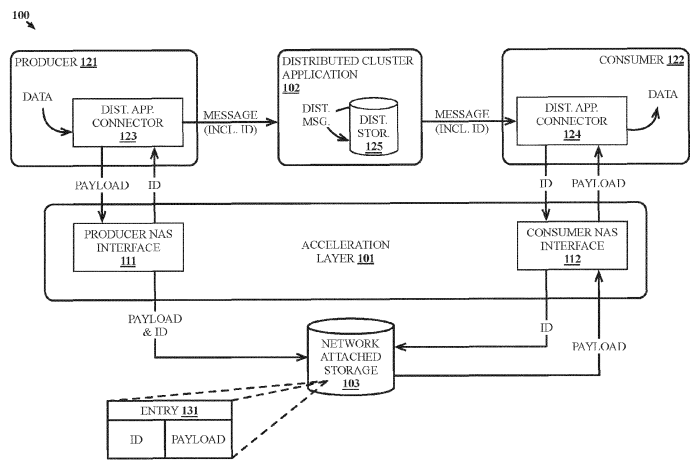 100
PRODUCER 121
DATA
DIST. APP.
CONNECTOR
123
MESSAGE
(INCL. ID)
DISTRIBUTED CLUSTER
APPLICATION
102
DIST.
MSG.
DIST.
STOR.
125
MESSAGE
(INCL. ID)
CONSUMER 122
DIST. APP.
CONNECTOR
124
DATA
PAYLOAD
ID
ID
PAYLOAD
PRODUCER NAS
INTERFACE
111
ACCELERATION
LAYER 101
CONSUMER NAS
INTERFACE
112
PAYLOAD
& ID
NETWORK
ATTACHED
STORAGE
103
ID
PAYLOAD
ENTRY 131
ID
PAYLOAD